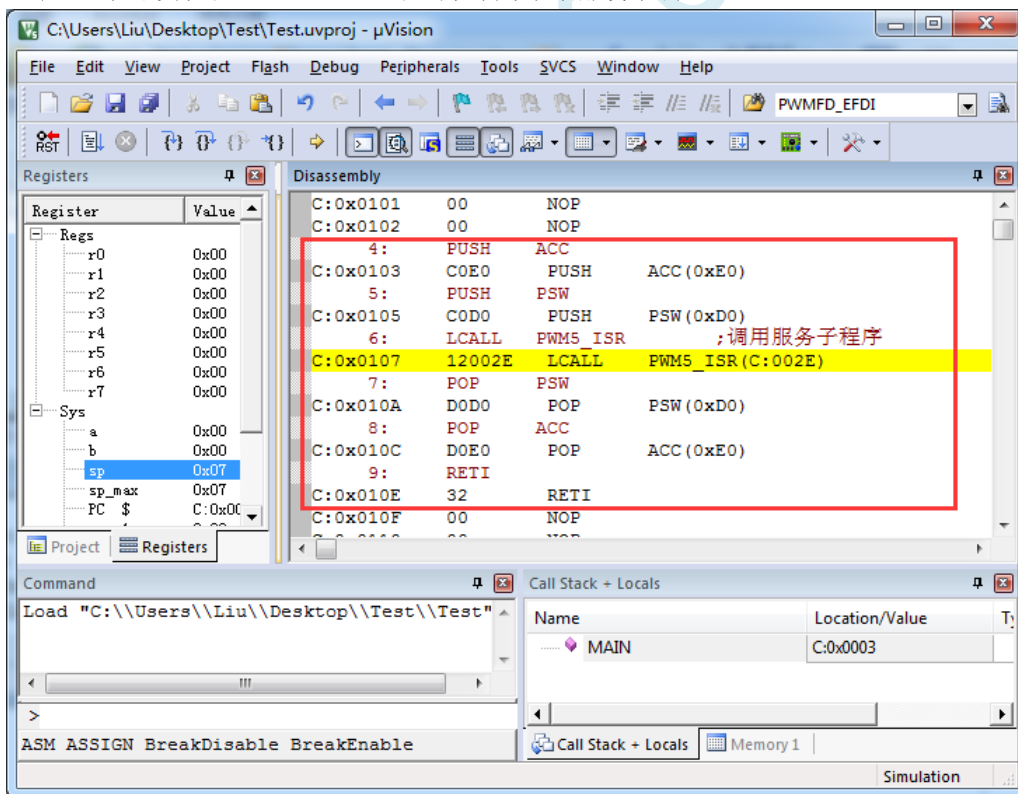 C:\Users\Liu\Desktop\Test\Test.uvproj - µVision
File Edit View Project Flash Debug Peripherals Tools SVCS Window Help
PWMFD_EFDI
RST
Registers
Disassembly
Register Value
Regs
r0 0x00
r1 0x00
r2 0x00
r3 0x00
r4 0x00
r5 0x00
r6 0x00
r7 0x00
Sys
a 0x00
b 0x00
sp 0x07
sp_max 0x07
PC $ C:0x00
Project Registers
C:0x0101 00 NOP
C:0x0102 00 NOP
4: PUSH ACC
C:0x0103 C0E0 PUSH ACC(0xE0)
5: PUSH PSW
C:0x0105 C0D0 PUSH PSW(0xD0)
6: LCALL PWM5_ISR ;调用服务子程序
C:0x0107 12002E LCALL PWM5_ISR(C:002E)
7: POP PSW
C:0x010A D0D0 POP PSW(0xD0)
8: POP ACC
C:0x010C D0E0 POP ACC(0xE0)
9: RETI
C:0x010E 32 RETI
C:0x010F 00 NOP
Command
Load "C:\\Users\\Liu\\Desktop\\Test\\Test"
>
ASM ASSIGN BreakDisable BreakEnable
Call Stack + Locals
Name Location/Value
MAIN C:0x0003
Call Stack + Locals Memory 1
Simulation